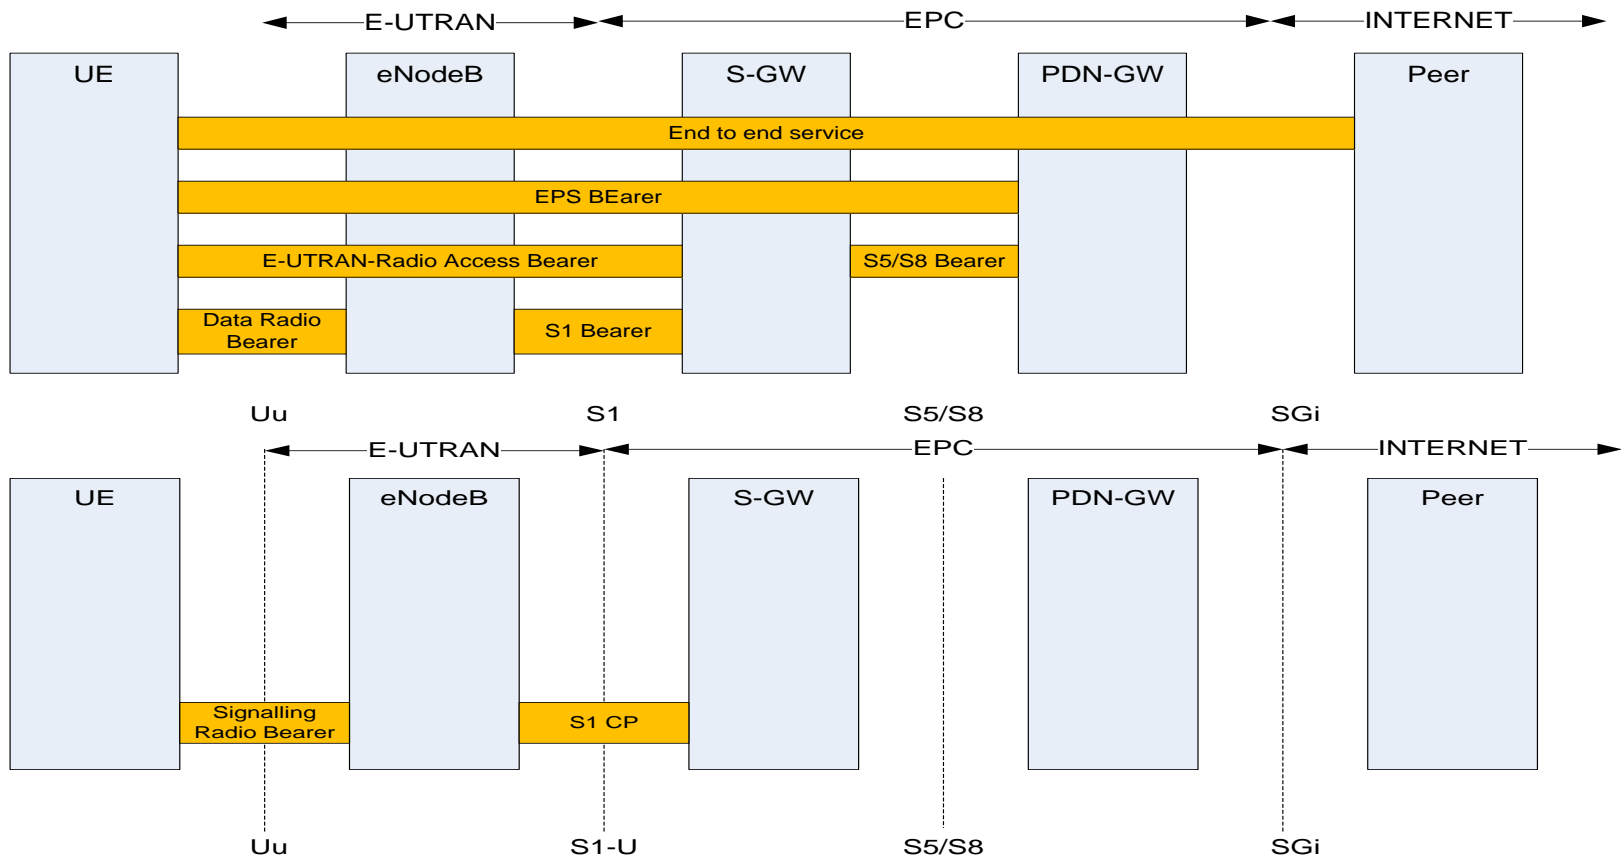 E-UTRAN EPC INTERNET
UE eNodeB S-GW PDN-GW Peer
End to end service
EPS BEarer
E-UTRAN-Radio Access Bearer S5/S8 Bearer
Data Radio
Bearer
S1 Bearer
Uu S1 S5/S8 SGi
E-UTRAN EPC INTERNET
UE eNodeB S-GW PDN-GW Peer
Signalling
Radio Bearer
S1 CP
Uu S1-U S5/S8 SGi